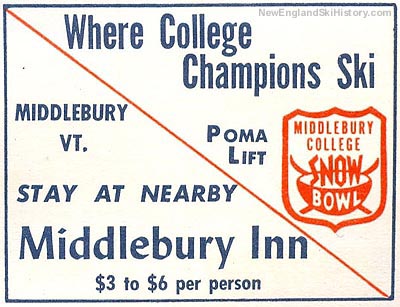 NewEnglandSkiHistory.com
Where College
Champions Ski
MIDDLEBURY
VT.
POMA
LIFT
MIDDLEBURY
COLLEGE
SNOW
BOWL
STAY AT NEARBY
Middlebury Inn
$3 to $6 per person